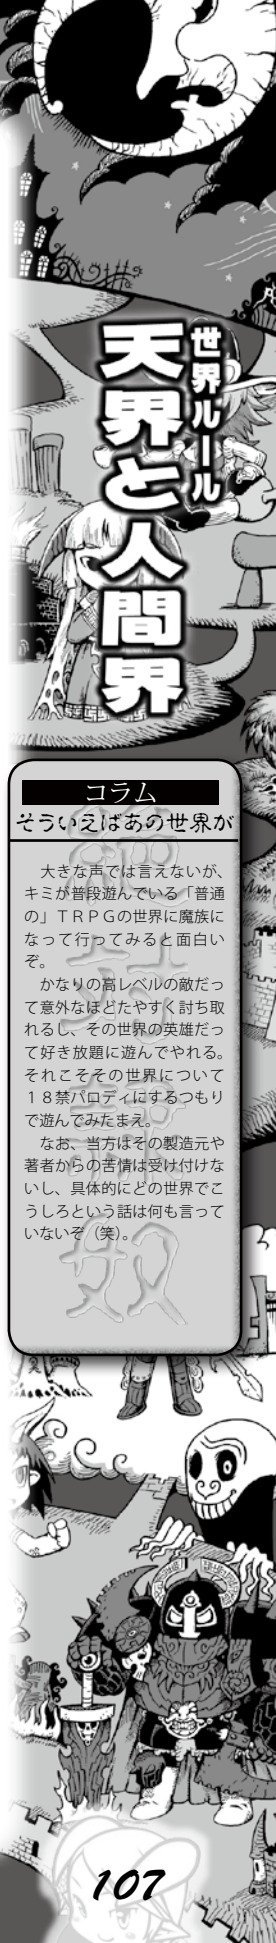 世界ルール
天界と人間界
コラム
そういえばあの世界が
　大きな声では言えないが、
キミが普段遊んでいる「普通
の」ＴＲＰＧの世界に魔族に
なって行ってみると面白い
ぞ。
　かなりの高レベルの敵だっ
て意外なほどたやすく討ち取
れるし、その世界の英雄だっ
て好き放題に遊んでやれる。
それこそその世界について
１８禁パロディにするつもり
で遊んでみたまえ。
　なお、当方はその製造元や
著者からの苦情は受け付けな
いし、具体的にどの世界でこ
うしろという話は何も言って
いないぞ（笑）。
絶対隷奴
107